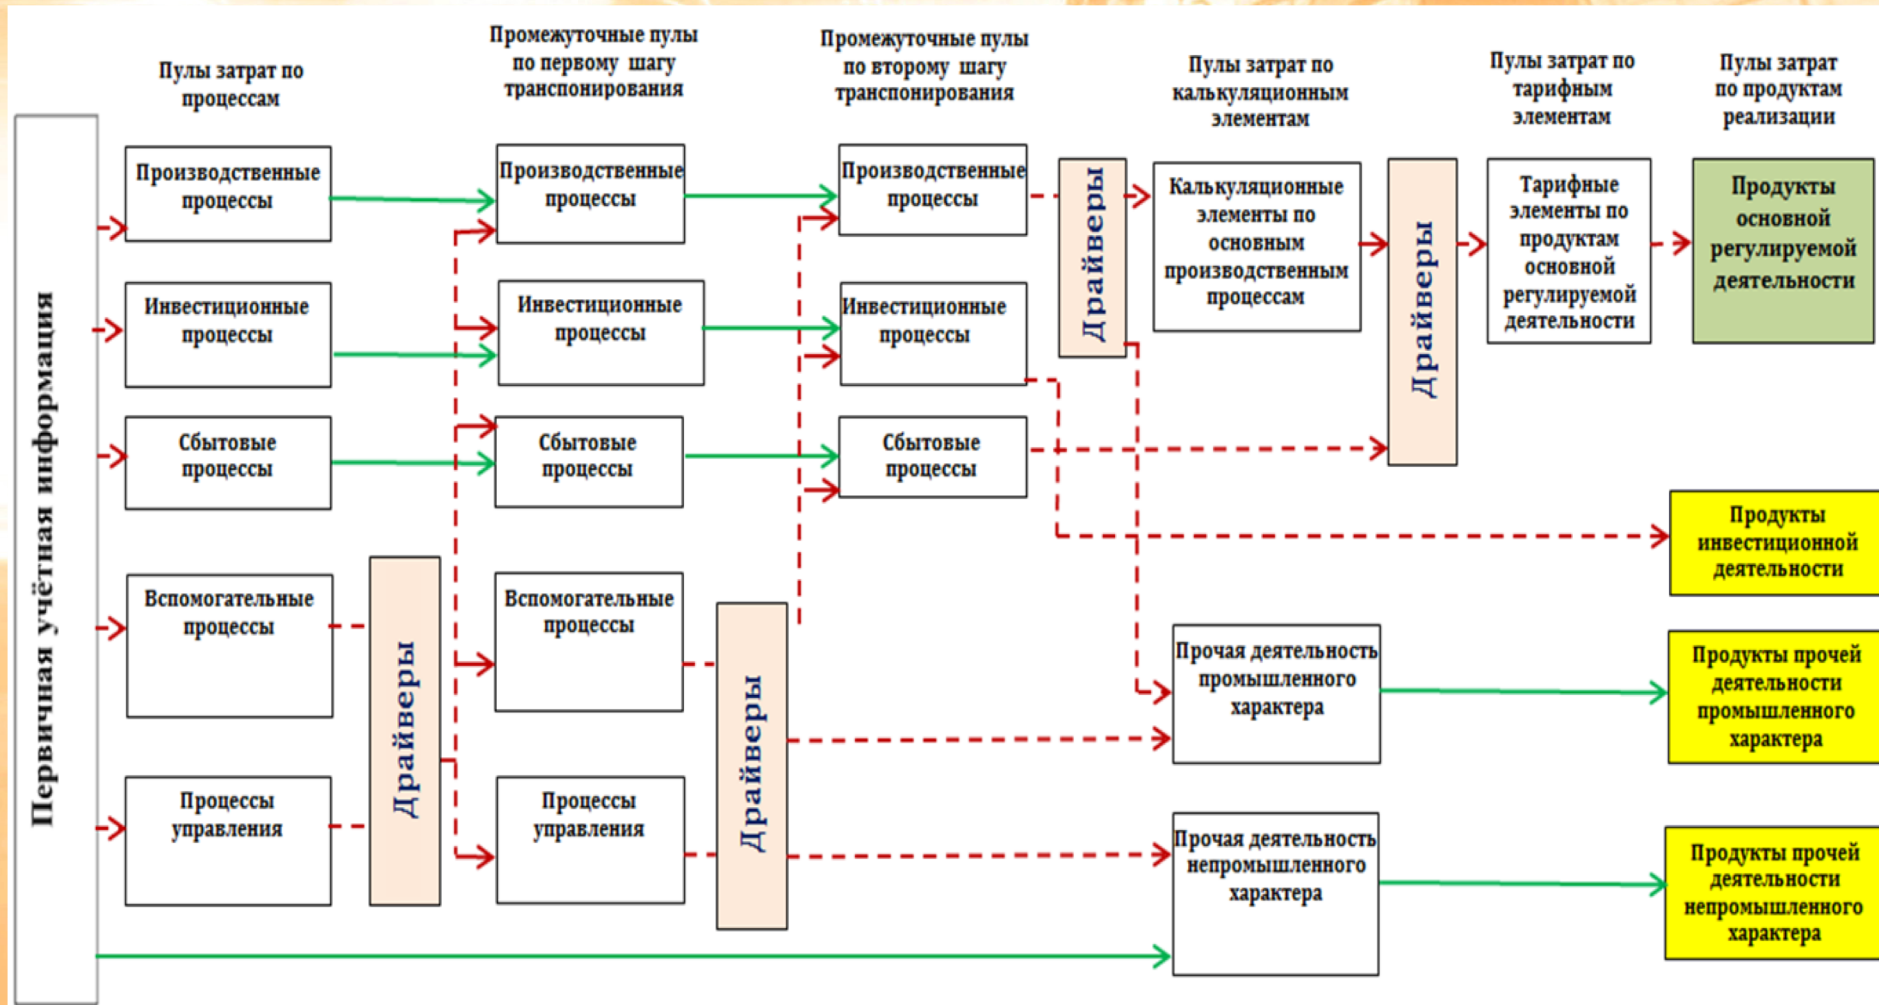 Пулы затрат по
процессам
Промежуточные пулы
по первому шагу
транспонирования
Промежуточные пулы
по второму шагу
транспонирования
Пулы затрат по
калькуляционным
элементам
Пулы затрат по
тарифным
элементам
Пулы затрат
по продуктам
реализации
Первичная учётная информация
Производственные
процессы
Инвестиционные
процессы
Сбытовые
процессы
Вспомогательные
процессы
Процессы
управления
Драйверы
Производственные
процессы
Инвестиционные
процессы
Сбытовые
процессы
Вспомогательные
процессы
Процессы
управления
Драйверы
Производственные
процессы
Инвестиционные
процессы
Сбытовые
процессы
Драйверы
Калькуляционные
элементы по
основным
производственным
процессам
Прочая деятельность
промышленного
характера
Прочая деятельность
непромышленного
характера
Драйверы
Тарифные
элементы по
продуктам
основной
регулируемой
деятельности
Продукты
основной
регулируемой
деятельности
Продукты
инвестиционной
деятельности
Продукты прочей
деятельности
промышленного
характера
Продукты прочей
деятельности
непромышленного
характера